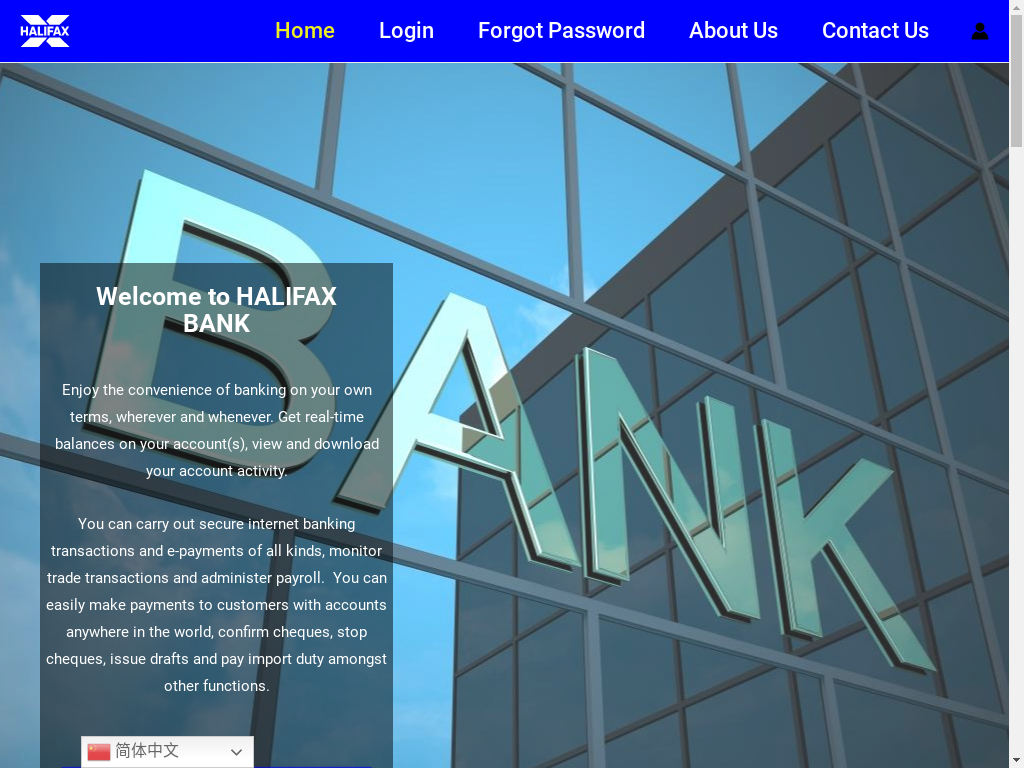 HALIFAX
Home
Login
Forgot Password
About Us
Contact Us
BANK
Welcome to HALIFAX
BANK
Enjoy the convenience of banking on your own
terms, wherever and whenever. Get real-time
balances on your account(s), view and download
your account activity.
You can carry out secure internet banking
transactions and e-payments of all kinds, monitor
trade transactions and administer payroll.  You can
easily make payments to customers with accounts
anywhere in the world, confirm cheques, stop
cheques, issue drafts and pay import duty amongst
other functions.
简体中文